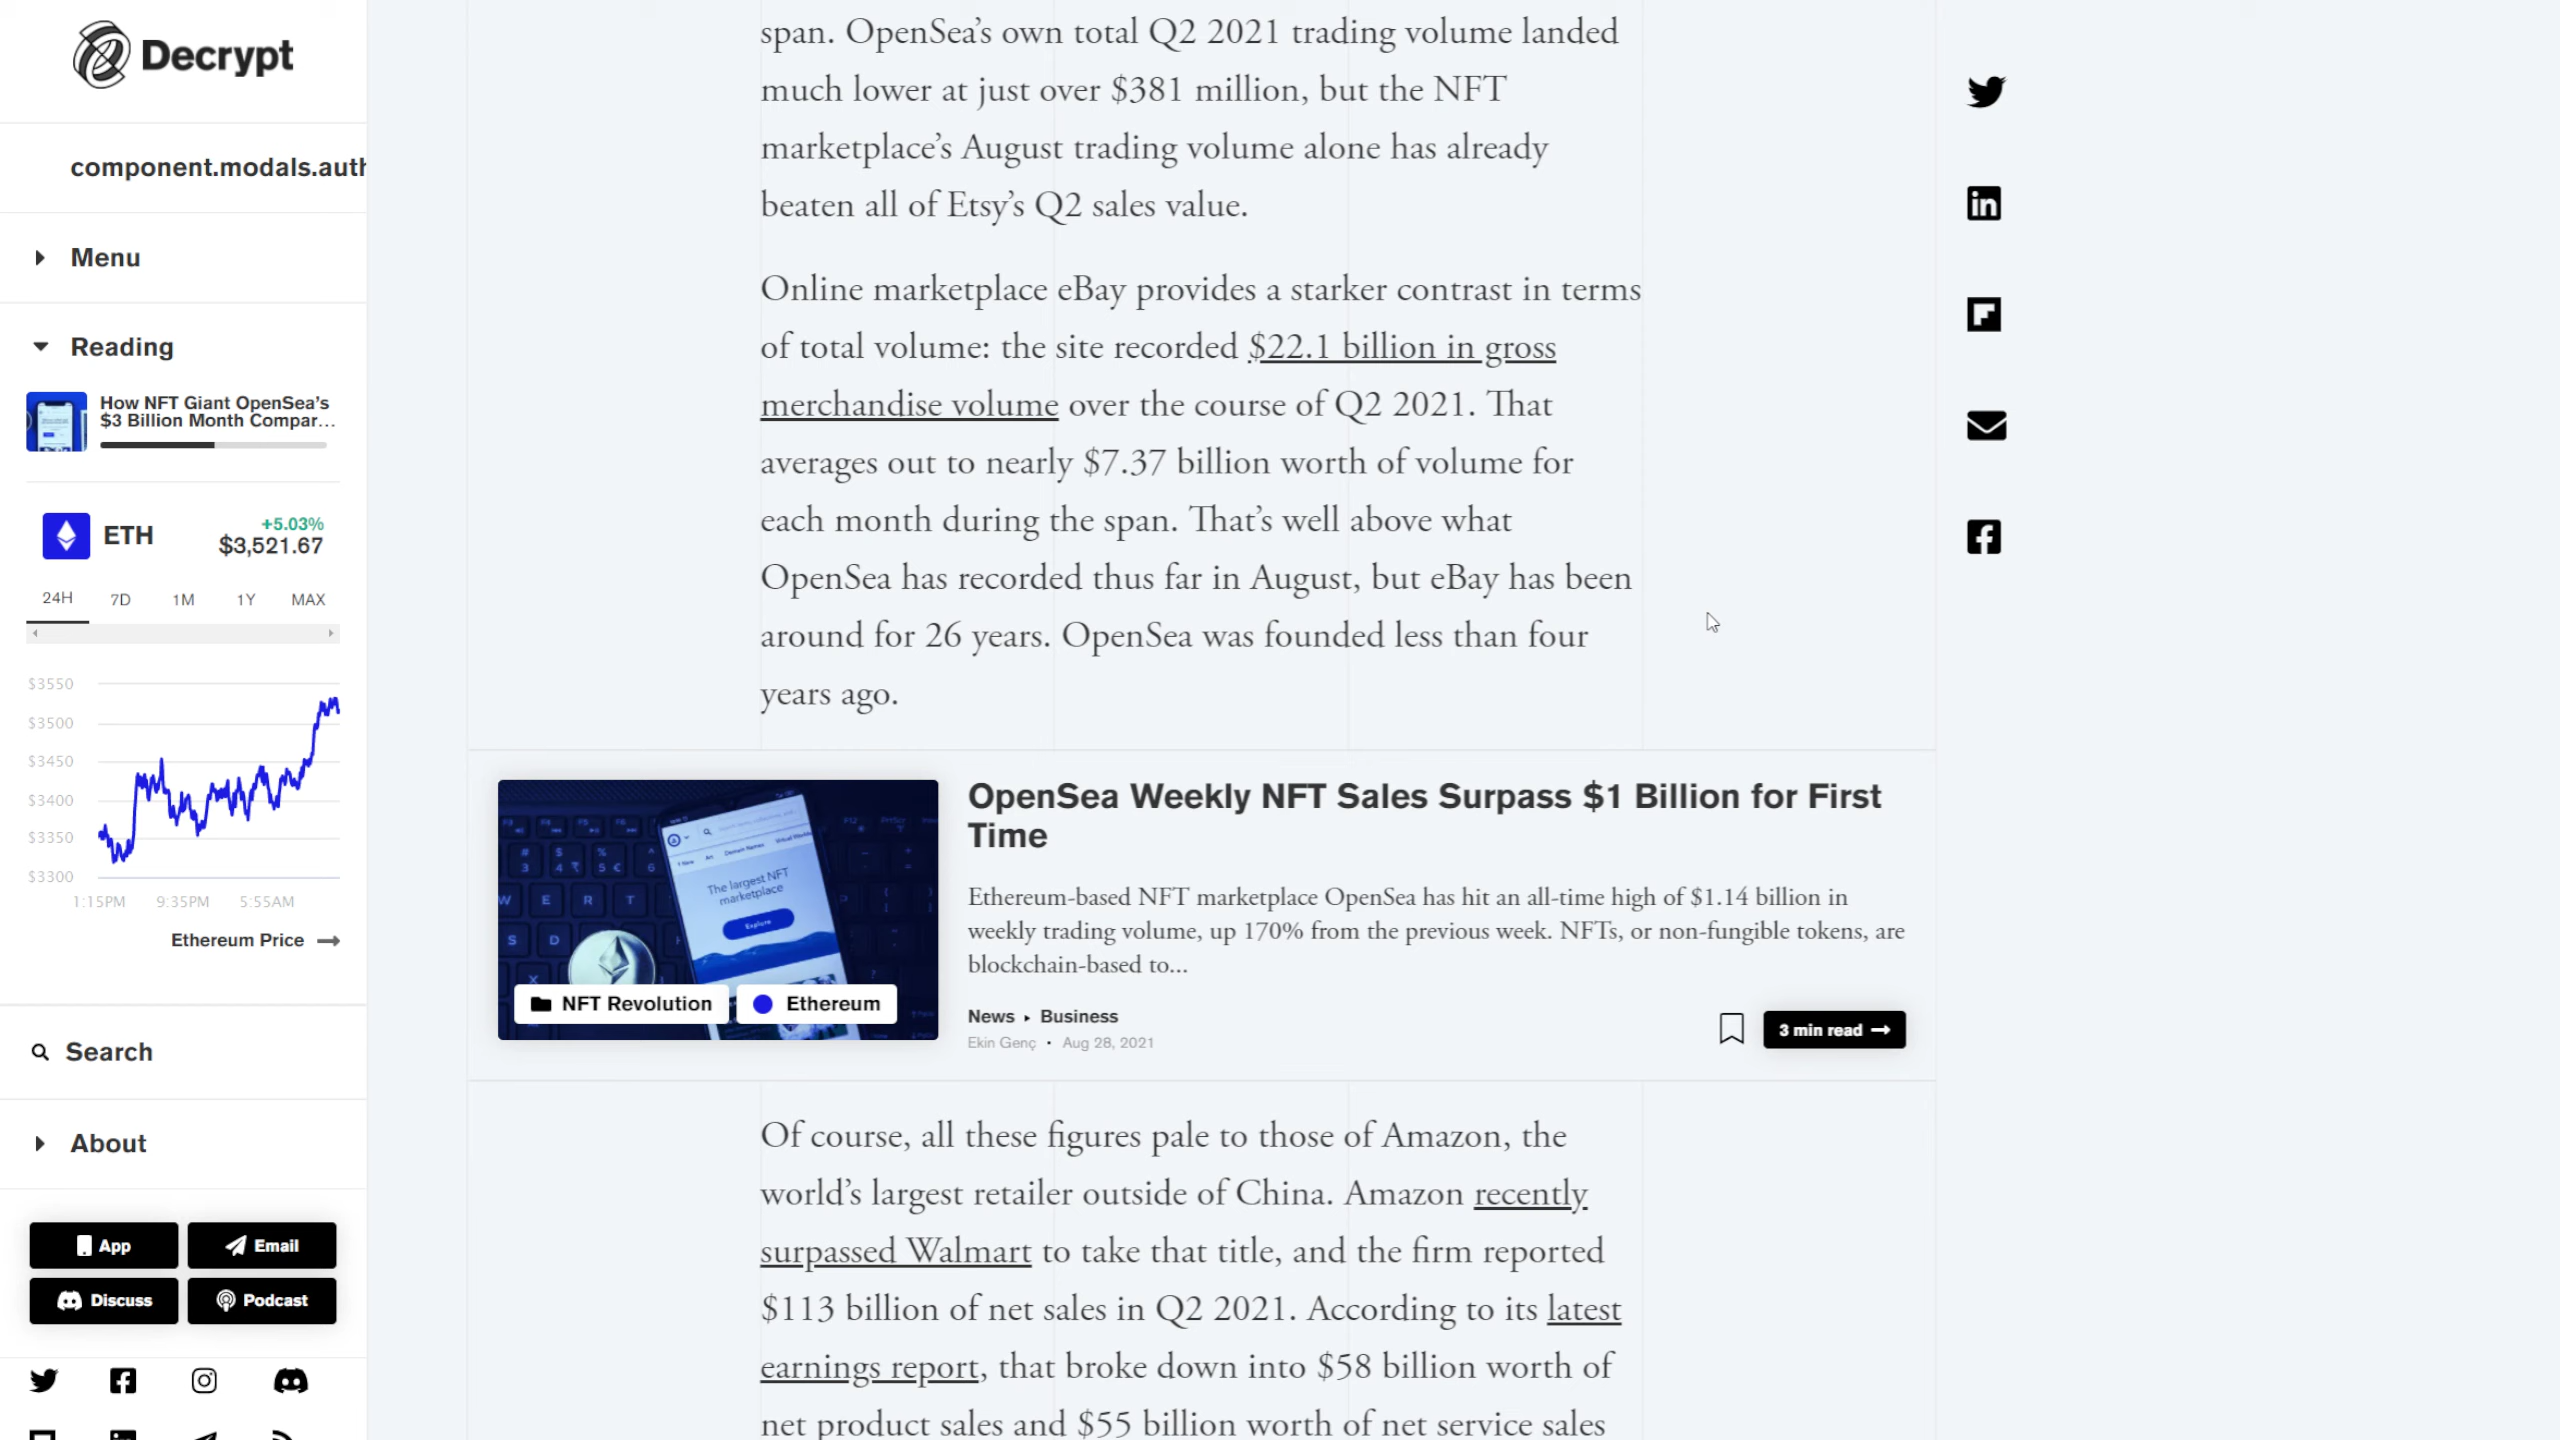 Decrypt
component.modals.auth
Menu
Reading
How NFT Giant OpenSea’s
$3 Billion Month Compar…
ETH
+5.03%
$3,521.67
24H 7D 1M 1Y MAX
$3550
$3500
$3450
$3400
$3350
$3300
1:15PM 9:35PM 5:55AM
Ethereum Price
Search
About
App Email
Discuss Podcast
span. OpenSea’s own total Q2 2021 trading volume landed
much lower at just over $381 million, but the NFT
marketplace’s August trading volume alone has already
beaten all of Etsy’s Q2 sales value.
Online marketplace eBay provides a starker contrast in terms
of total volume: the site recorded $22.1 billion in gross
merchandise volume over the course of Q2 2021. That
averages out to nearly $7.37 billion worth of volume for
each month during the span. That’s well above what
OpenSea has recorded thus far in August, but eBay has been
around for 26 years. OpenSea was founded less than four
years ago.
The largest NFT
marketplace
Explore
NFT Revolution Ethereum
OpenSea Weekly NFT Sales Surpass $1 Billion for First
Time
Ethereum-based NFT marketplace OpenSea has hit an all-time high of $1.14 billion in
weekly trading volume, up 170% from the previous week. NFTs, or non-fungible tokens, are
blockchain-based to...
News ▸ Business
Ekin Genç • Aug 28, 2021
3 min read
Of course, all these figures pale to those of Amazon, the
world’s largest retailer outside of China. Amazon recently
surpassed Walmart to take that title, and the firm reported
$113 billion of net sales in Q2 2021. According to its latest
earnings report, that broke down into $58 billion worth of
net product sales and $55 billion worth of net service sales